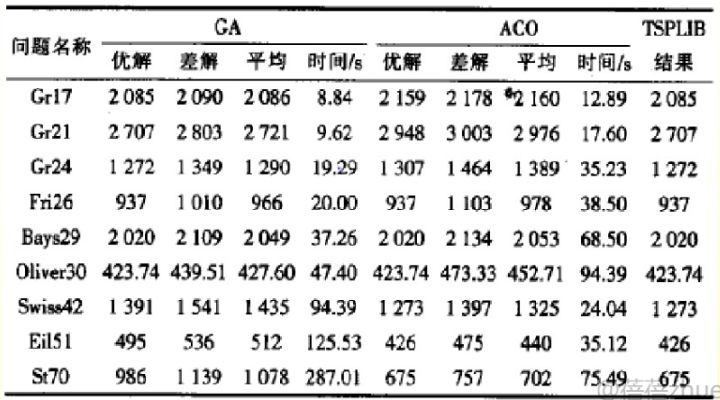 问题名称 GA ACO TSPLIB
优解 差解 平均 时间/s 优解 差解 平均 时间/s 结果
Gr17 2 085 2 090 2 086 8.84 2 159 2 178 2 160 12.89 2 085
Gr21 2 707 2 803 2 721 9.62 2 948 3 003 2 976 17.60 2 707
Gr24 1 272 1 349 1 290 19.29 1 307 1 464 1 389 35.23 1 272
Fri26 937 1 010 966 20.00 937 1 103 978 38.50 937
Bays29 2 020 2 109 2 049 37.26 2 020 2 134 2 053 68.50 2 020
Oliver30 423.74 439.51 427.60 47.40 423.74 473.33 452.71 94.39 423.74
Swiss42 1 391 1 541 1 435 94.39 1 273 1 397 1 325 24.04 1 273
Eil51 495 536 512 125.53 426 475 440 35.12 426
St70 986 1 139 1 078 287.01 675 757 702 75.49 675
@蓓蓓zhue